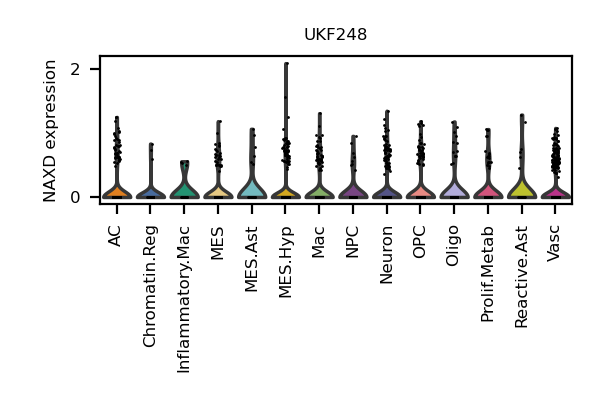 UKF248
NAXD expression
2
0
AC
Chromatin.Reg
Inflammatory.Mac
MES
MES.Ast
MES.Hyp
Mac
NPC
Neuron
OPC
Oligo
Prolif.Metab
Reactive.Ast
Vasc